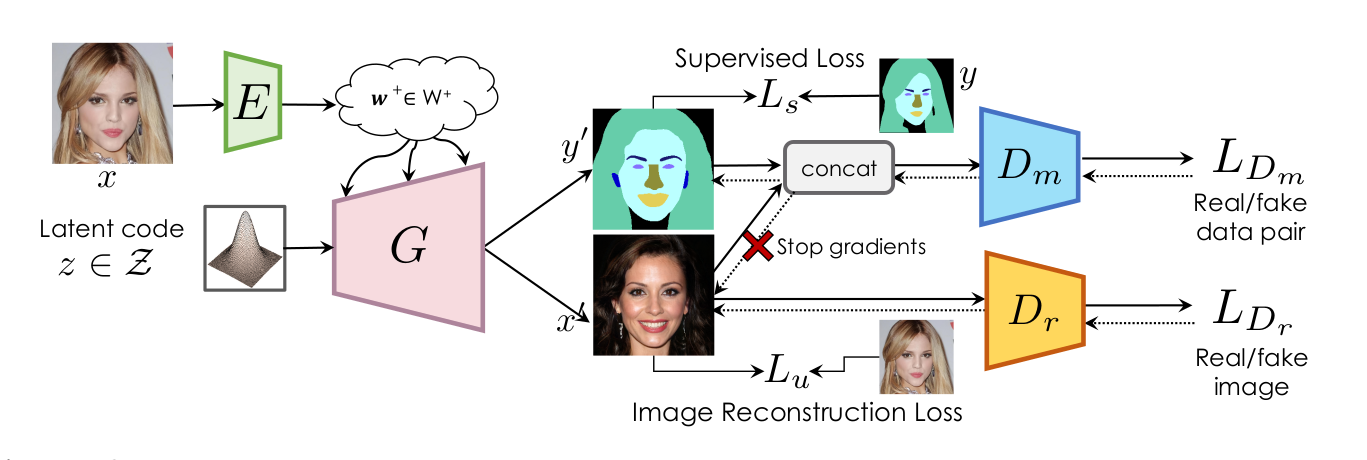 x
E
w⁺ ∈ W⁺
Latent code
z ∈ 𝒵
G
Supervised Loss
L_s
y
y′
concat
D_m
L_{D_m}
Real/fake
data pair
Stop gradients
x′
D_r
L_{D_r}
Real/fake
image
L_u
Image Reconstruction Loss